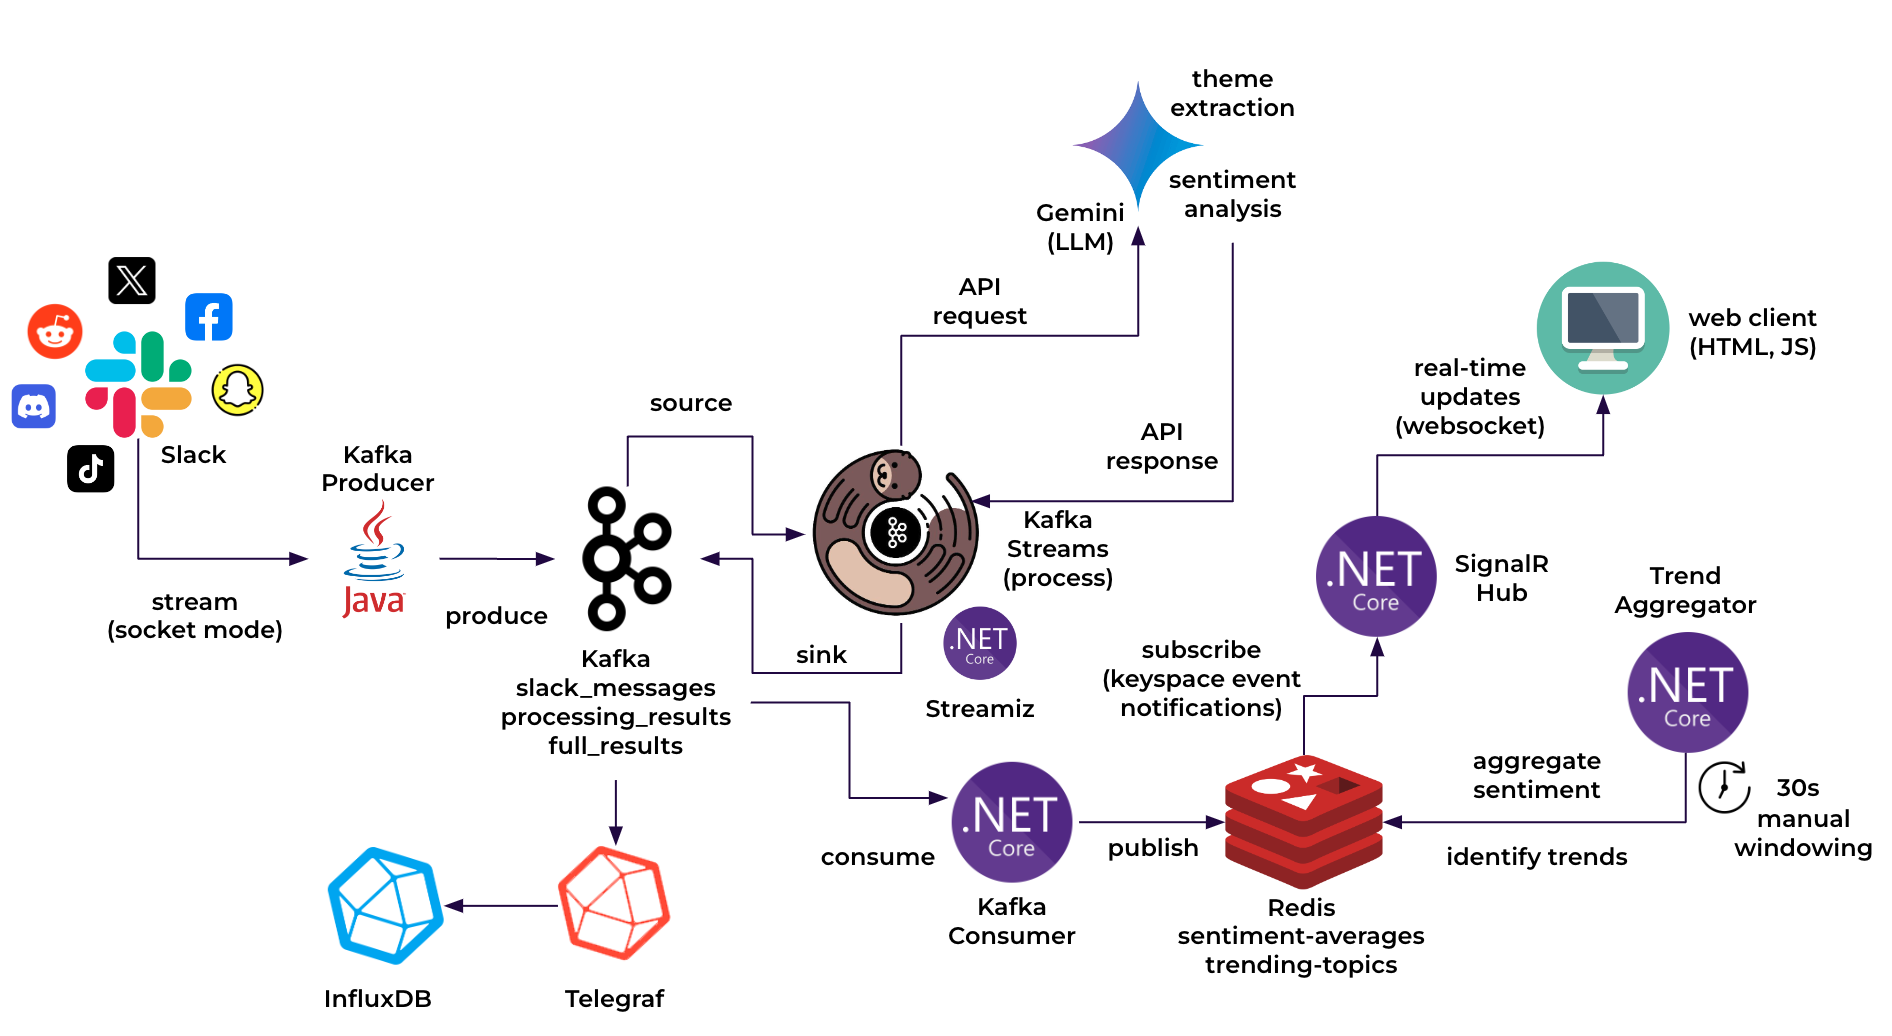 theme
extraction
sentiment
analysis
Gemini
(LLM)
API
request
API
response
source
Slack
stream
(socket mode)
Kafka
Producer
Java
produce
Kafka
slack_messages
processing_results
full_results
sink
Kafka
Streams
(process)
.NET
Core
Streamiz
consume
.NET
Core
Kafka
Consumer
publish
Redis
sentiment-averages
trending-topics
subscribe
(keyspace event
notifications)
.NET
Core
SignalR
Hub
real-time
updates
(websocket)
web client
(HTML, JS)
Trend
Aggregator
.NET
Core
30s
manual
windowing
aggregate
sentiment
identify trends
Telegraf
InfluxDB